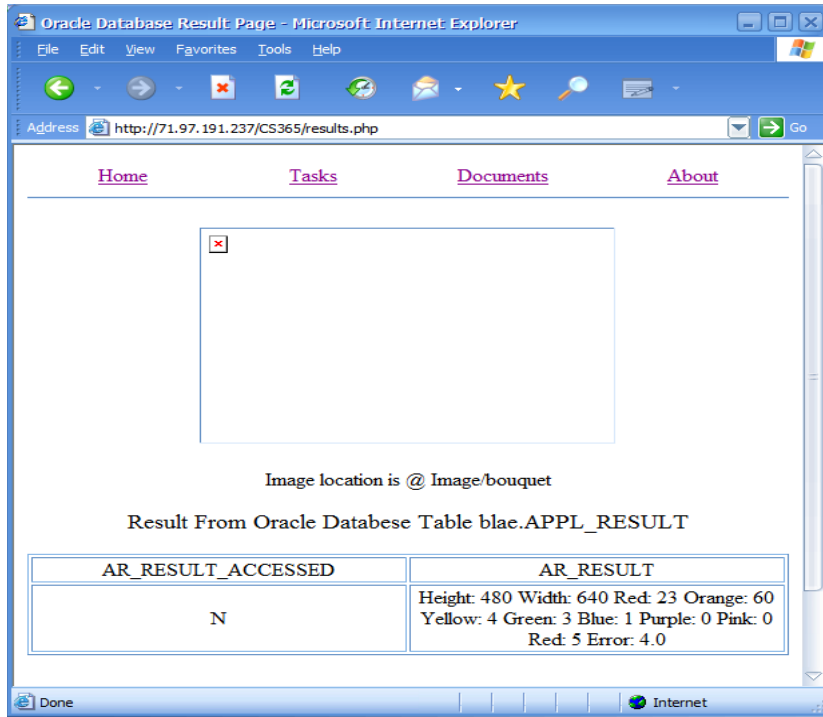 Oracle Database Result Page - Microsoft Internet Explorer
File Edit View Favorites Tools Help
Address http://71.97.191.237/CS365/results.php Go
Home Tasks Documents About
Image location is @ Image/bouquet
Result From Oracle Databese Table blae.APPL_RESULT
AR_RESULT_ACCESSED AR_RESULT
N
Height: 480 Width: 640 Red: 23 Orange: 60
Yellow: 4 Green: 3 Blue: 1 Purple: 0 Pink: 0
Red: 5 Error: 4.0
Done Internet